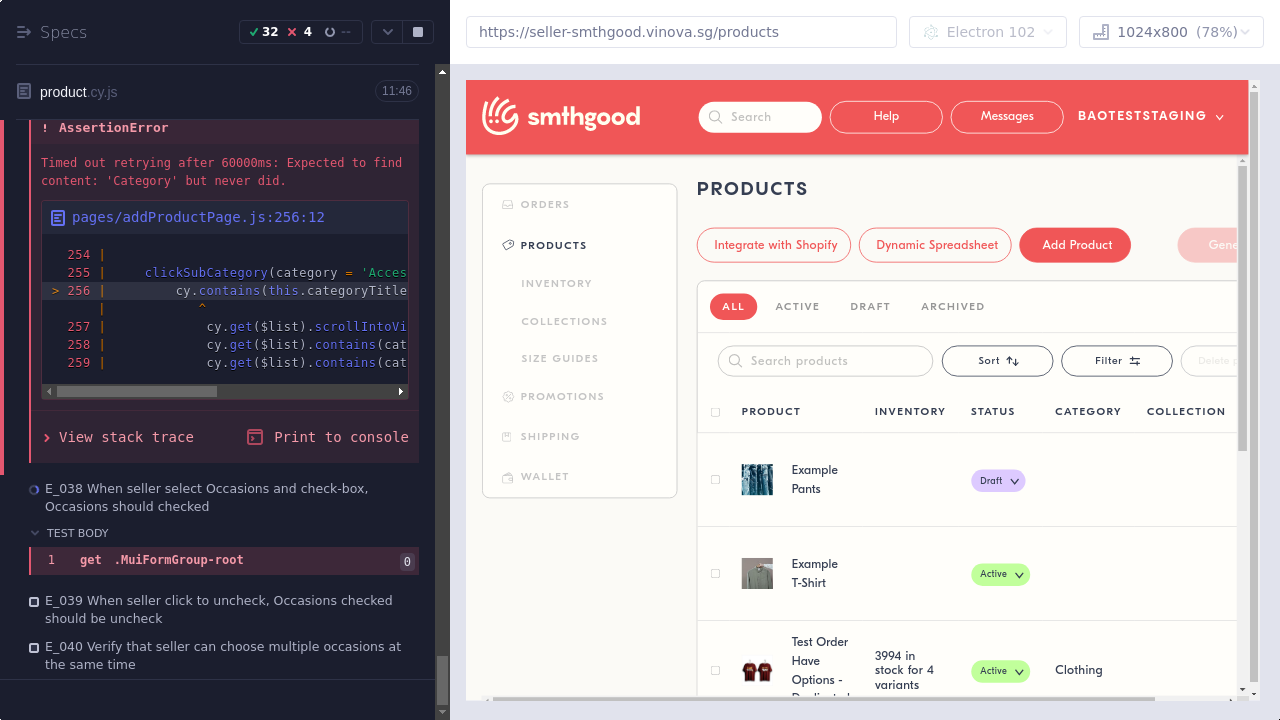 Specs
32
4
--
https://seller-smthgood.vinova.sg/products
Electron 102
1024x800 (78%)
product.cy.js
11:46
! AssertionError
Timed out retrying after 60000ms: Expected to find
content: 'Category' but never did.
pages/addProductPage.js:256:12
254 |
255 | clickSubCategory(category = 'Acces
> 256 | cy.contains(this.categoryTitle
| ^
257 | cy.get($list).scrollIntoVi
258 | cy.get($list).contains(cat
259 | cy.get($list).contains(cat
View stack trace
Print to console
E_038 When seller select Occasions and check-box,
Occasions should checked
TEST BODY
1 get .MuiFormGroup-root 0
E_039 When seller click to uncheck, Occasions checked
should be uncheck
E_040 Verify that seller can choose multiple occasions at
the same time
smthgood
Search
Help
Messages
BAOTESTSTAGING
ORDERS
PRODUCTS
INVENTORY
COLLECTIONS
SIZE GUIDES
PROMOTIONS
SHIPPING
WALLET
PRODUCTS
Integrate with Shopify
Dynamic Spreadsheet
Add Product
Gene
ALL
ACTIVE
DRAFT
ARCHIVED
Search products
Sort
Filter
Delete p
PRODUCT
INVENTORY
STATUS
CATEGORY
COLLECTION
Example
Pants
Draft
Example
T-Shirt
Active
Test Order
Have
Options -
3994 in
stock for 4
variants
Active
Clothing